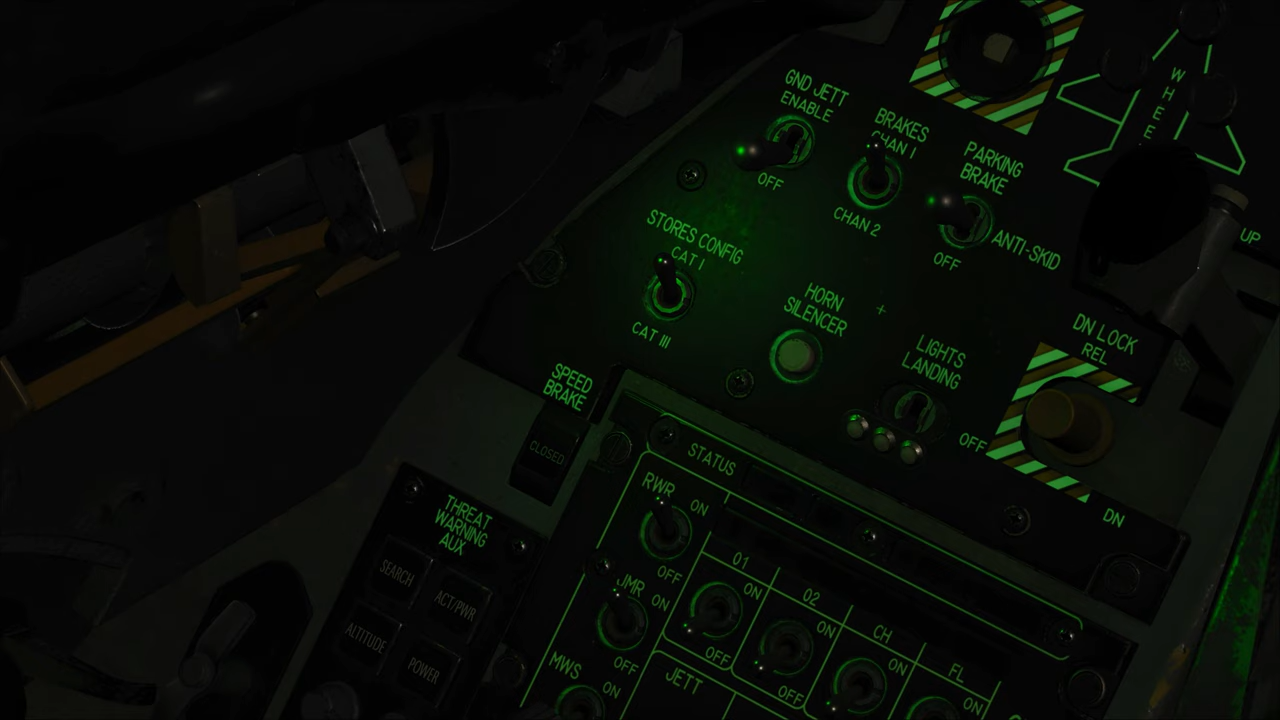 GND JETT
ENABLE
OFF
BRAKES
CHAN I
CHAN 2
PARKING
BRAKE
ANTI-SKID
OFF
WHEE
UP
STORES CONFIG
CAT I
CAT III
HORN
SILENCER
LIGHTS
LANDING
OFF
DN LOCK
REL
DN
SPEED
BRAKE
CLOSED
STATUS
RWR
ON
OFF
JMR
ON
OFF
MWS
ON
01
ON
OFF
02
ON
OFF
CH
ON
FL
ON
JETT
THREAT
WARNING
AUX
SEARCH
ACT/PWR
ALTITUDE
POWER